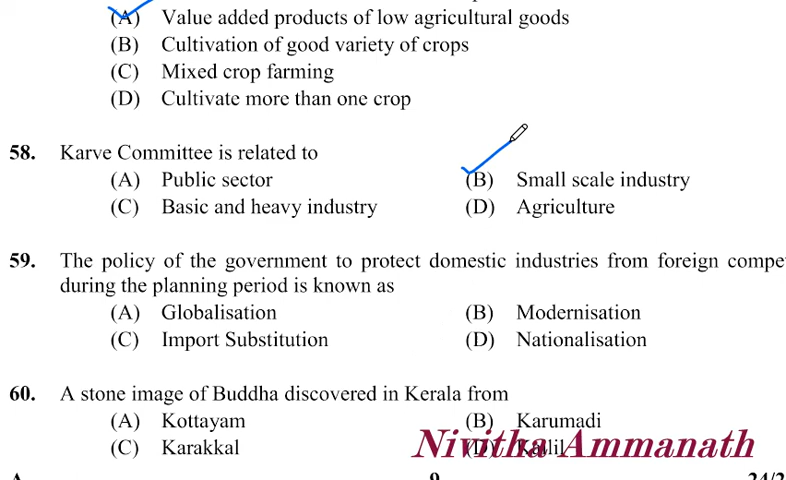 (A) Value added products of low agricultural goods
(B) Cultivation of good variety of crops
(C) Mixed crop farming
(D) Cultivate more than one crop
58. Karve Committee is related to
(A) Public sector (B) Small scale industry
(C) Basic and heavy industry (D) Agriculture
59. The policy of the government to protect domestic industries from foreign compe
during the planning period is known as
(A) Globalisation (B) Modernisation
(C) Import Substitution (D) Nationalisation
60. A stone image of Buddha discovered in Kerala from
(A) Kottayam (B) Karumadi
(C) Karakkal (D) Kallil
Nivitha Ammanath
A 9 24/2